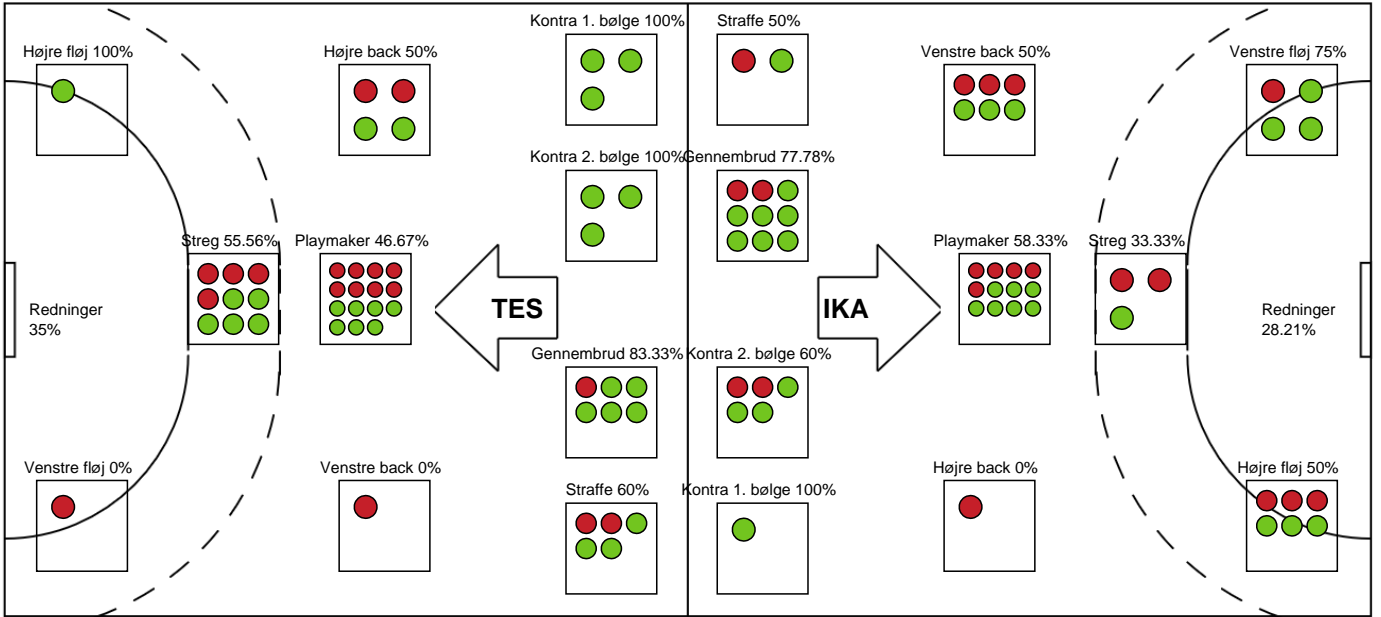 Kontra 1. bølge 100%
Straffe 50%
Højre fløj 100%
Højre back 50%
Venstre back 50%
Venstre fløj 75%
Kontra 2. bølge 100%
Gennembrud 77.78%
Streg 55.56%
Playmaker 46.67%
Playmaker 58.33%
Streg 33.33%
Redninger
35%
TES
IKA
Redninger
28.21%
Gennembrud 83.33%
Kontra 2. bølge 60%
Venstre fløj 0%
Venstre back 0%
Straffe 60%
Kontra 1. bølge 100%
Højre back 0%
Højre fløj 50%